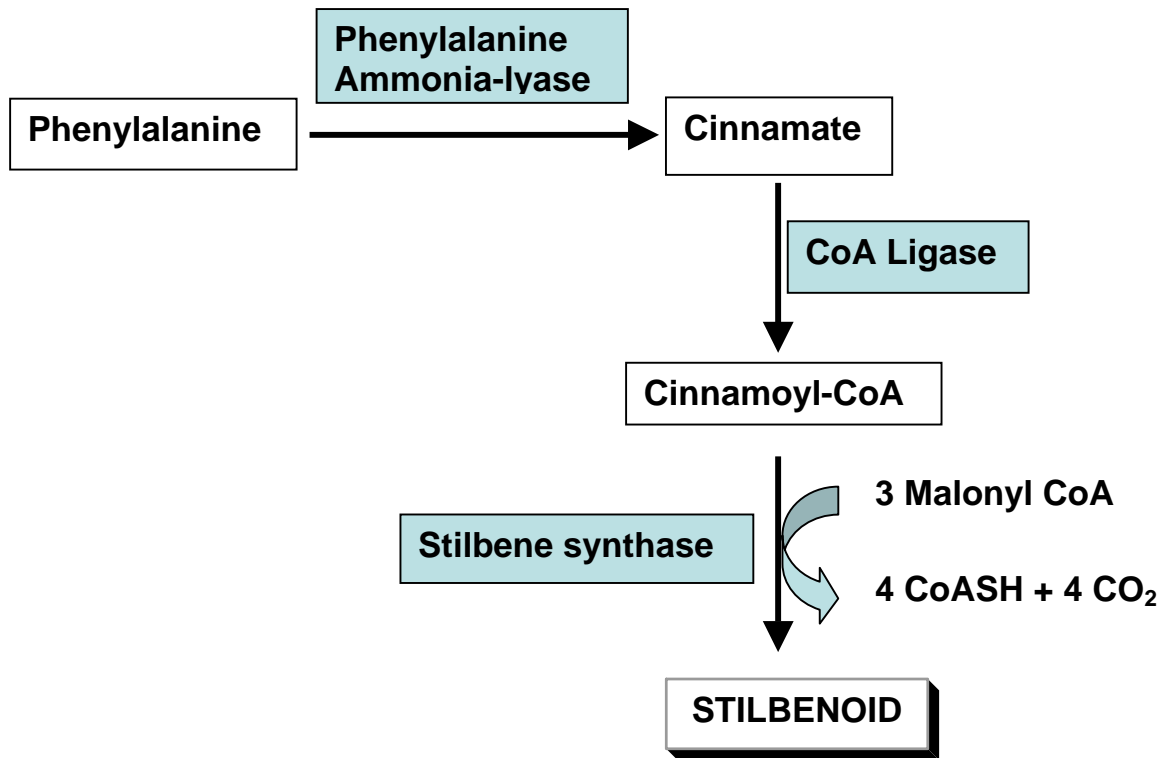 Phenylalanine
Ammonia-lyase
Phenylalanine
Cinnamate
CoA Ligase
Cinnamoyl-CoA
3 Malonyl CoA
Stilbene synthase
4 CoASH + 4 CO₂
STILBENOID